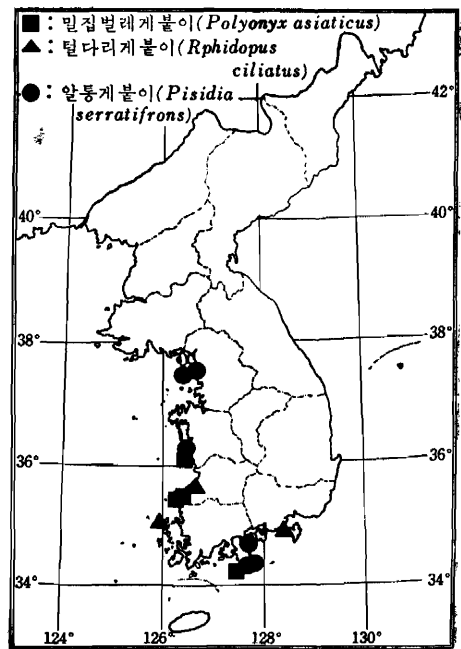 ■ : 밀집벌레게붙이(Polyonyx asiaticus)
▲ : 털다리게붙이(Rphidopus
ciliatus)
● : 알통게붙이(Pisidia
serratifrons)
42°
40°
40°
38°
38°
36°
36°
34°
34°
124°
126°
128°
130°